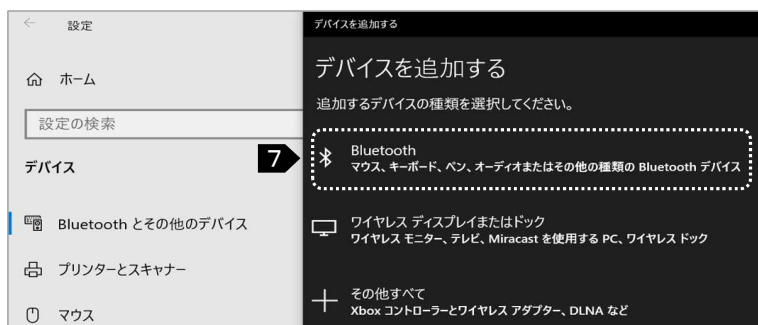 設定
ホーム
設定の検索
デバイス
Bluetooth とその他のデバイス
プリンターとスキャナー
マウス
デバイスを追加する
デバイスを追加する
追加するデバイスの種類を選択してください。
7
Bluetooth
マウス、キーボード、ペン、オーディオまたはその他の種類の Bluetooth デバイス
ワイヤレス ディスプレイまたはドック
ワイヤレス モニター、テレビ、Miracast を使用する PC、ワイヤレス ドック
その他すべて
Xbox コントローラーとワイヤレス アダプター、DLNA など